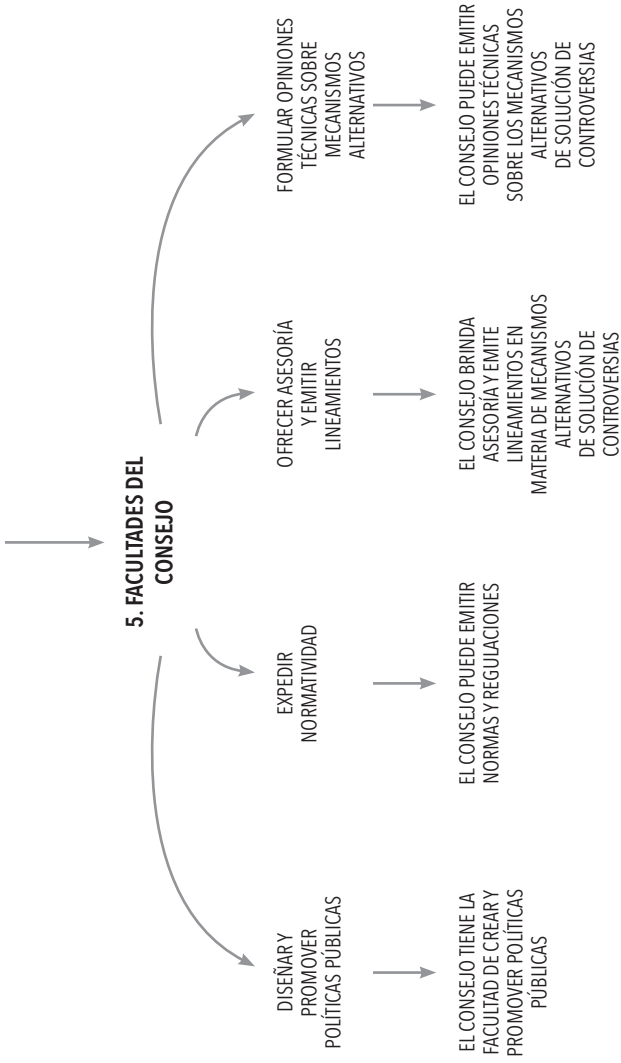 5. FACULTADES DEL
CONSEJO
DISEÑAR Y
PROMOVER
POLÍTICAS PÚBLICAS
EL CONSEJO TIENE LA
FACULTAD DE CREAR Y
PROMOVER POLÍTICAS
PÚBLICAS
EXPEDIR
NORMATIVIDAD
EL CONSEJO PUEDE EMITIR
NORMAS Y REGULACIONES
OFRECER ASESORÍA
Y EMITIR
LINEAMIENTOS
EL CONSEJO BRINDA
ASESORÍA Y EMITE
LINEAMIENTOS EN
MATERIA DE MECANISMOS
ALTERNATIVOS
DE SOLUCIÓN DE
CONTROVERSIAS
FORMULAR OPINIONES
TÉCNICAS SOBRE
MECANISMOS
ALTERNATIVOS
EL CONSEJO PUEDE EMITIR
OPINIONES TÉCNICAS
SOBRE LOS MECANISMOS
ALTERNATIVOS
DE SOLUCIÓN DE
CONTROVERSIAS